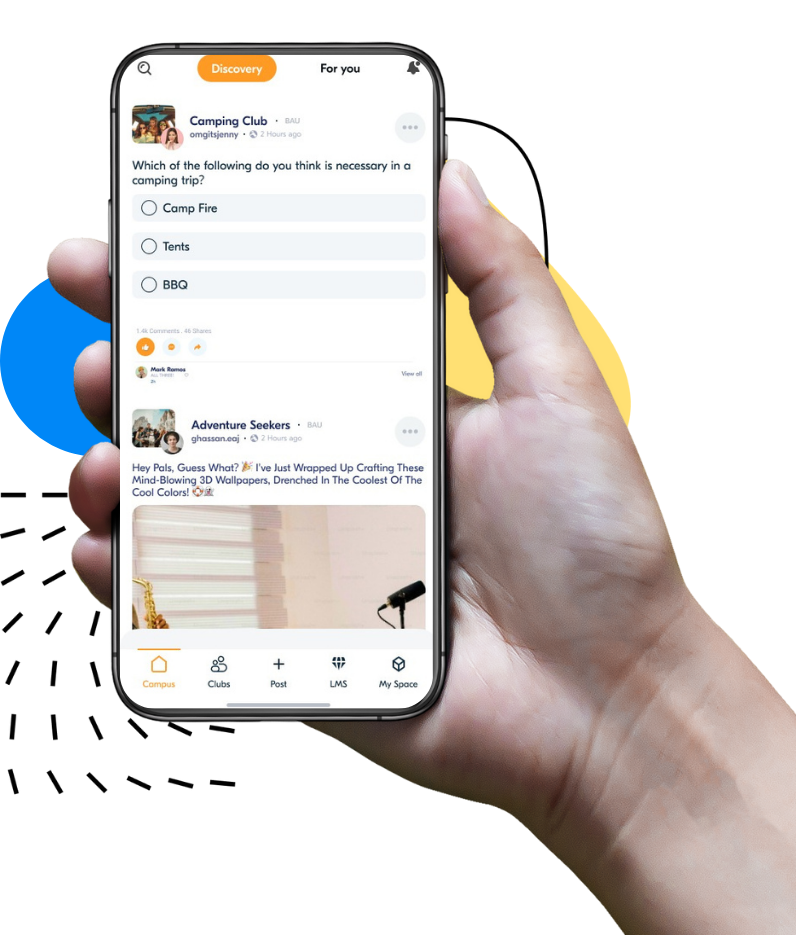 Discovery
For you
Camping Club · BAU
omgitsjenny • 2 Hours ago
Which of the following do you think is necessary in a
camping trip?
Camp Fire
Tents
BBQ
1.4K Comments . 46 Shares
Mark Ramos
ALL THREE!
View all
Adventure Seekers · BAU
ghassan.eaj • 2 Hours ago
Hey Pals, Guess What? 🎉 I've Just Wrapped Up Crafting These
Mind-Blowing 3D Wallpapers, Drenched In The Coolest Of The
Cool Colors!
Campus
Clubs
Post
LMS
My Space